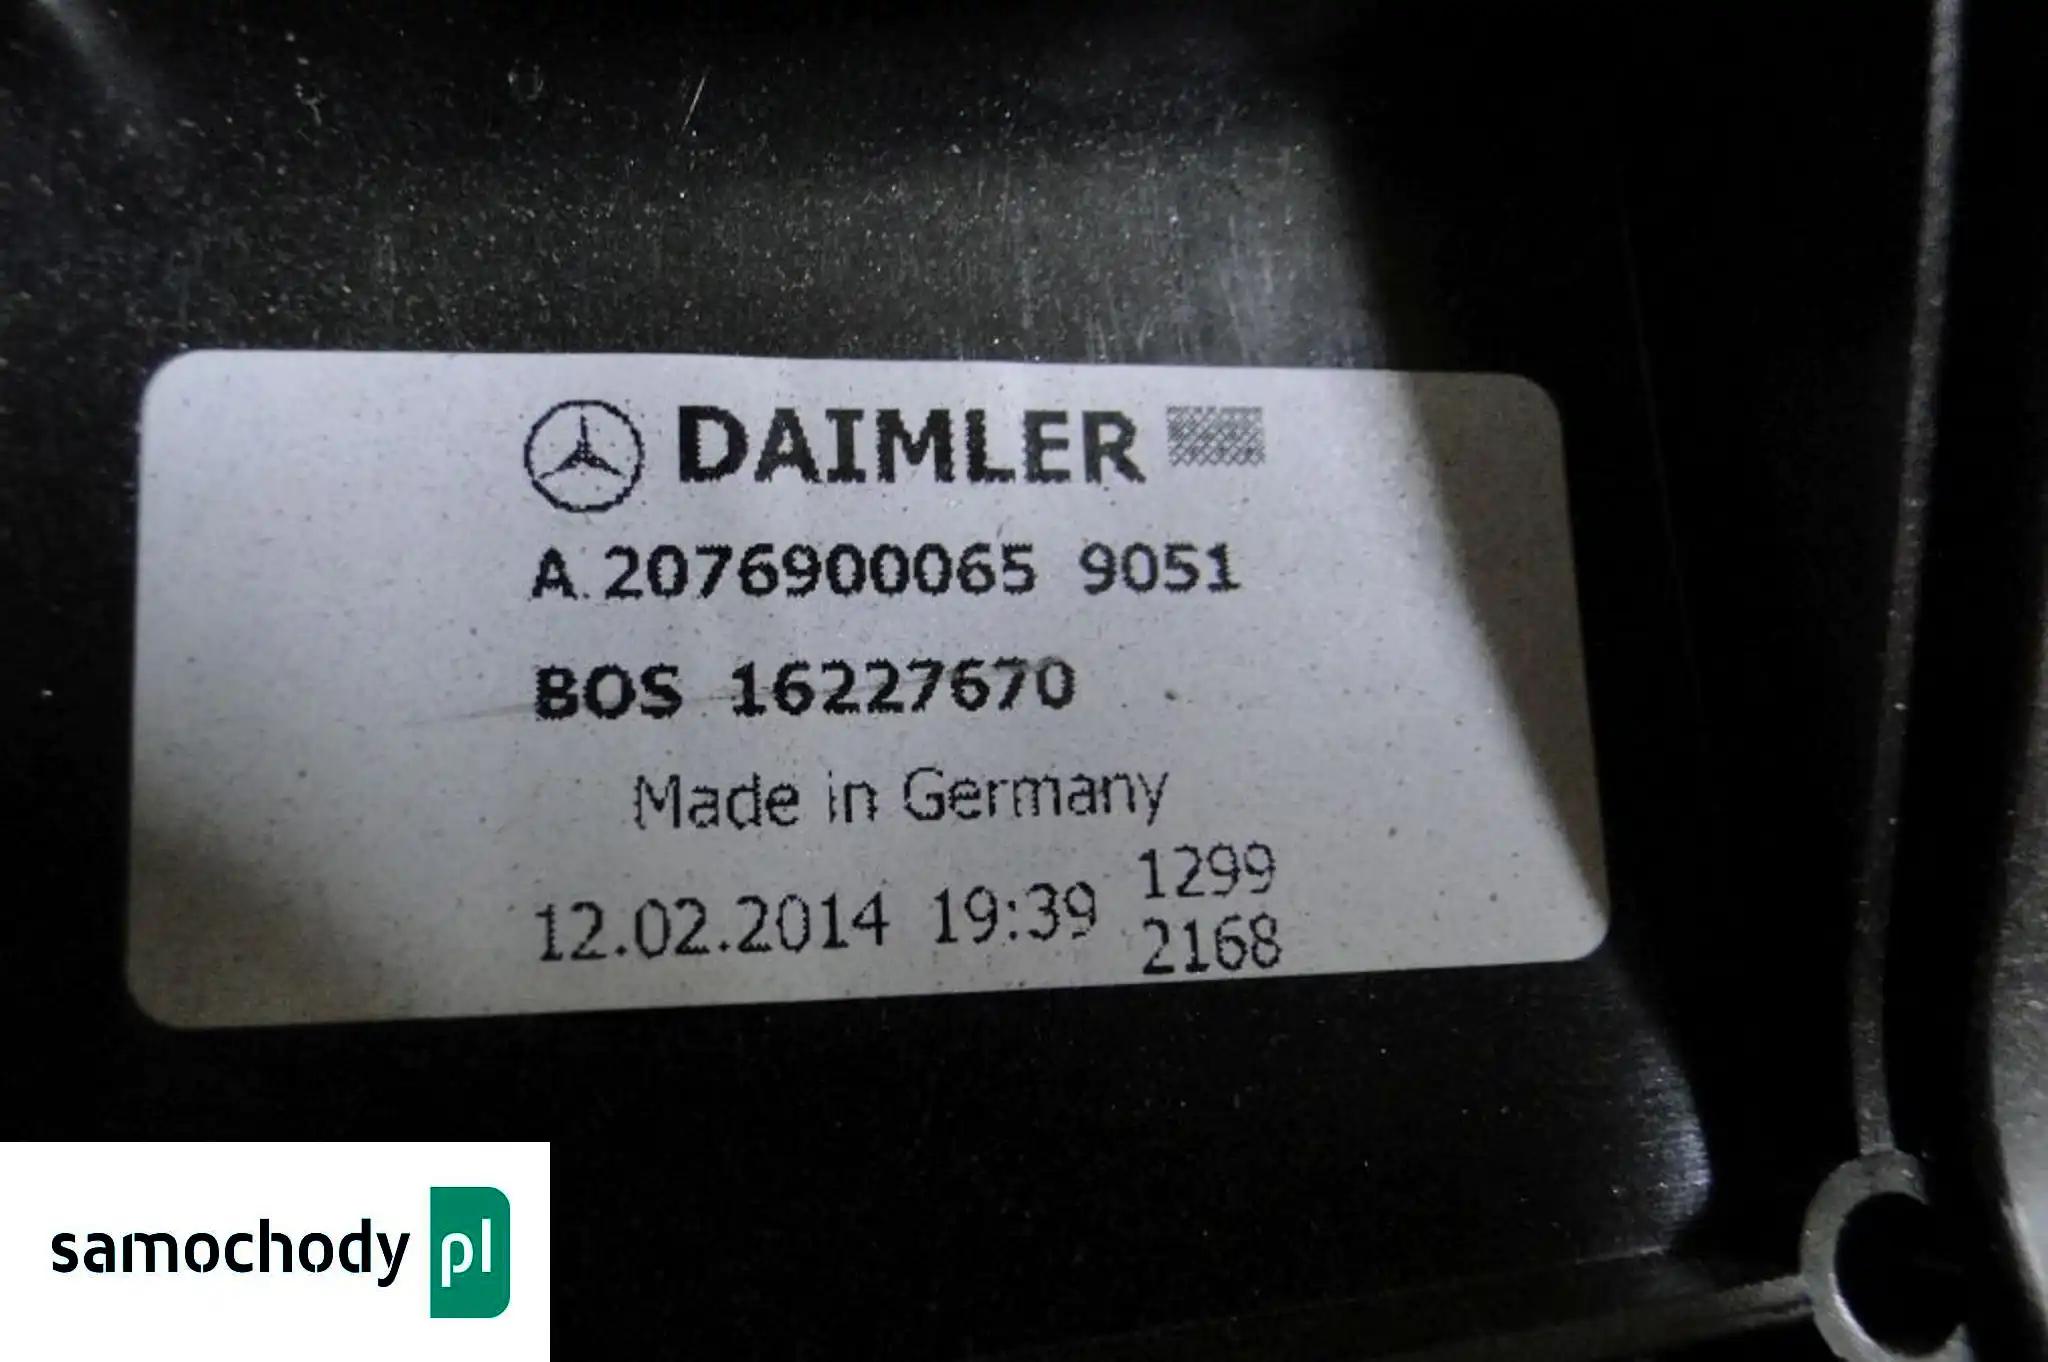 DAIMLER
A 2076900065 9051
BOS 16227670
Made in Germany
12.02.2014 19:39 1299
2168
samochody pl